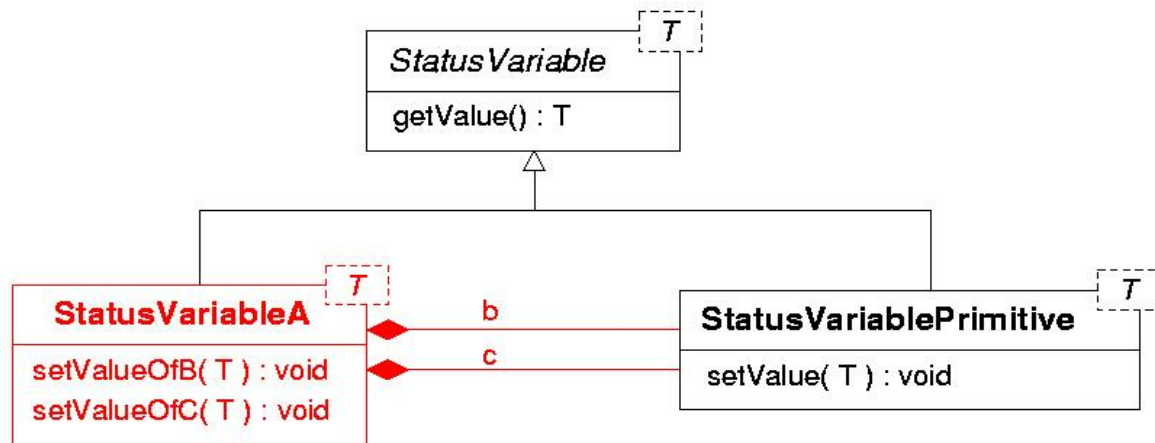 T
StatusVariable
getValue() : T
T
StatusVariableA
setValueOfB( T ) : void
setValueOfC( T ) : void
b
c
T
StatusVariablePrimitive
setValue( T ) : void